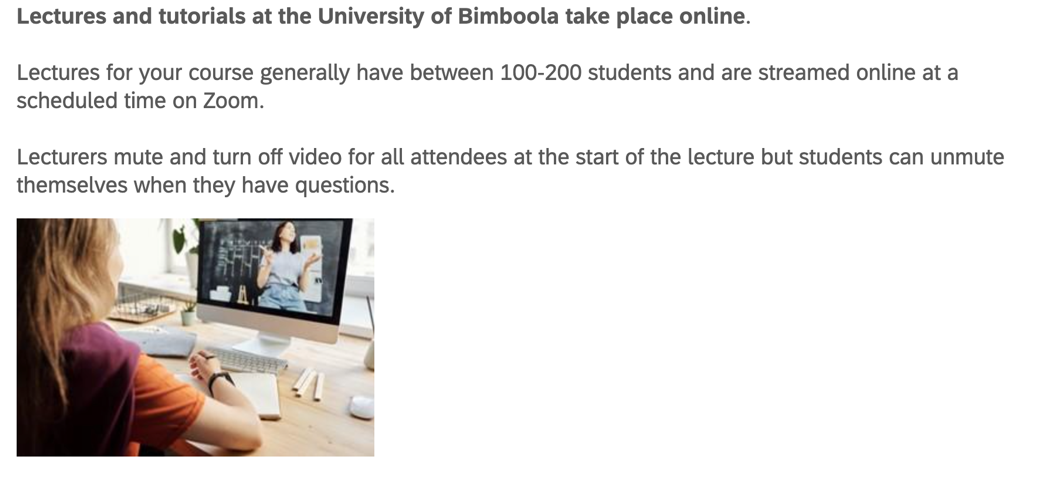 Lectures and tutorials at the University of Bimboola take place online.
Lectures for your course generally have between 100-200 students and are streamed online at a
scheduled time on Zoom.
Lecturers mute and turn off video for all attendees at the start of the lecture but students can unmute
themselves when they have questions.